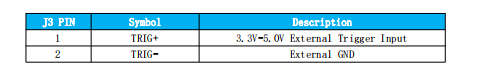 J3 PIN Symbol Description
1 TRIG+ 3.3V-5.0V External Trigger Input
2 TRIG- External GND